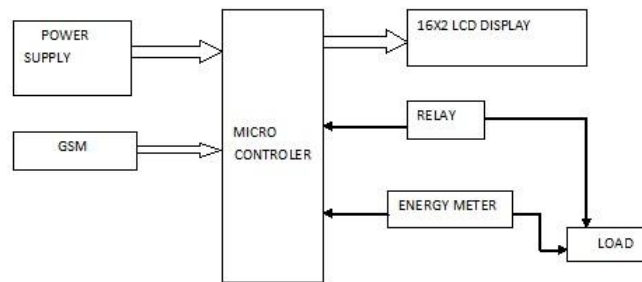 POWER
SUPPLY
16X2 LCD DISPLAY
GSM
MICRO
CONTROLER
RELAY
ENERGY METER
LOAD